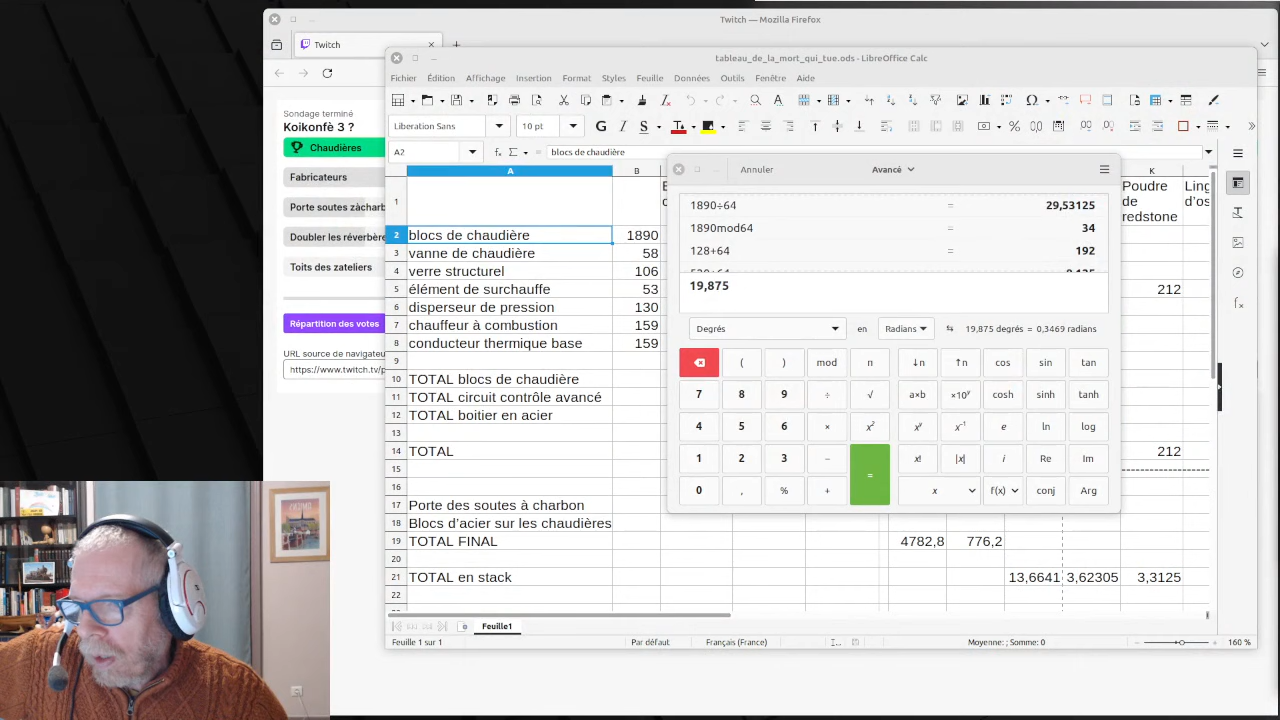 Twitch — Mozilla Firefox
Twitch
tableau_de_la_mort_qui_tue.ods - LibreOffice Calc
Fichier Édition Affichage Insertion Format Styles Feuille Données Outils Fenêtre Aide
Liberation Sans 10 pt
A2 blocs de chaudière
Sondage terminé
Koikonfè 3 ?
Chaudières
Fabricateurs
Porte soutes zàcharb
Doubler les réverbère
Toits des zateliers
Répartition des votes
URL source de navigateu
https://www.twitch.tv/p
A B K
1 Poudre de redstone Ling d'os
2 blocs de chaudière 1890
3 vanne de chaudière 58
4 verre structurel 106
5 élément de surchauffe 53 212
6 disperseur de pression 130
7 chauffeur à combustion 159
8 conducteur thermique base 159
9
10 TOTAL blocs de chaudière
11 TOTAL circuit contrôle avancé
12 TOTAL boitier en acier
13
14 TOTAL 212
15
16
17 Porte des soutes à charbon
18 Blocs d'acier sur les chaudières
19 TOTAL FINAL 4782,8 776,2
20
21 TOTAL en stack 13,6641 3,62305 3,3125
22
Annuler Avancé
1890÷64 = 29,53125
1890mod64 = 34
128+64 = 192
19,875
Degrés en Radians 19,875 degrés = 0,3469 radians
( ) mod π ↓n ↑n cos sin tan
7 8 9 ÷ √ a×b ×10ʸ cosh sinh tanh
4 5 6 × x² xʸ x⁻¹ e ln log
1 2 3 − = x! |x| i Re Im
0 , % + x f(x) conj Arg
Feuille1
Feuille 1 sur 1 Par défaut Français (France) Moyenne: ; Somme: 0 160 %